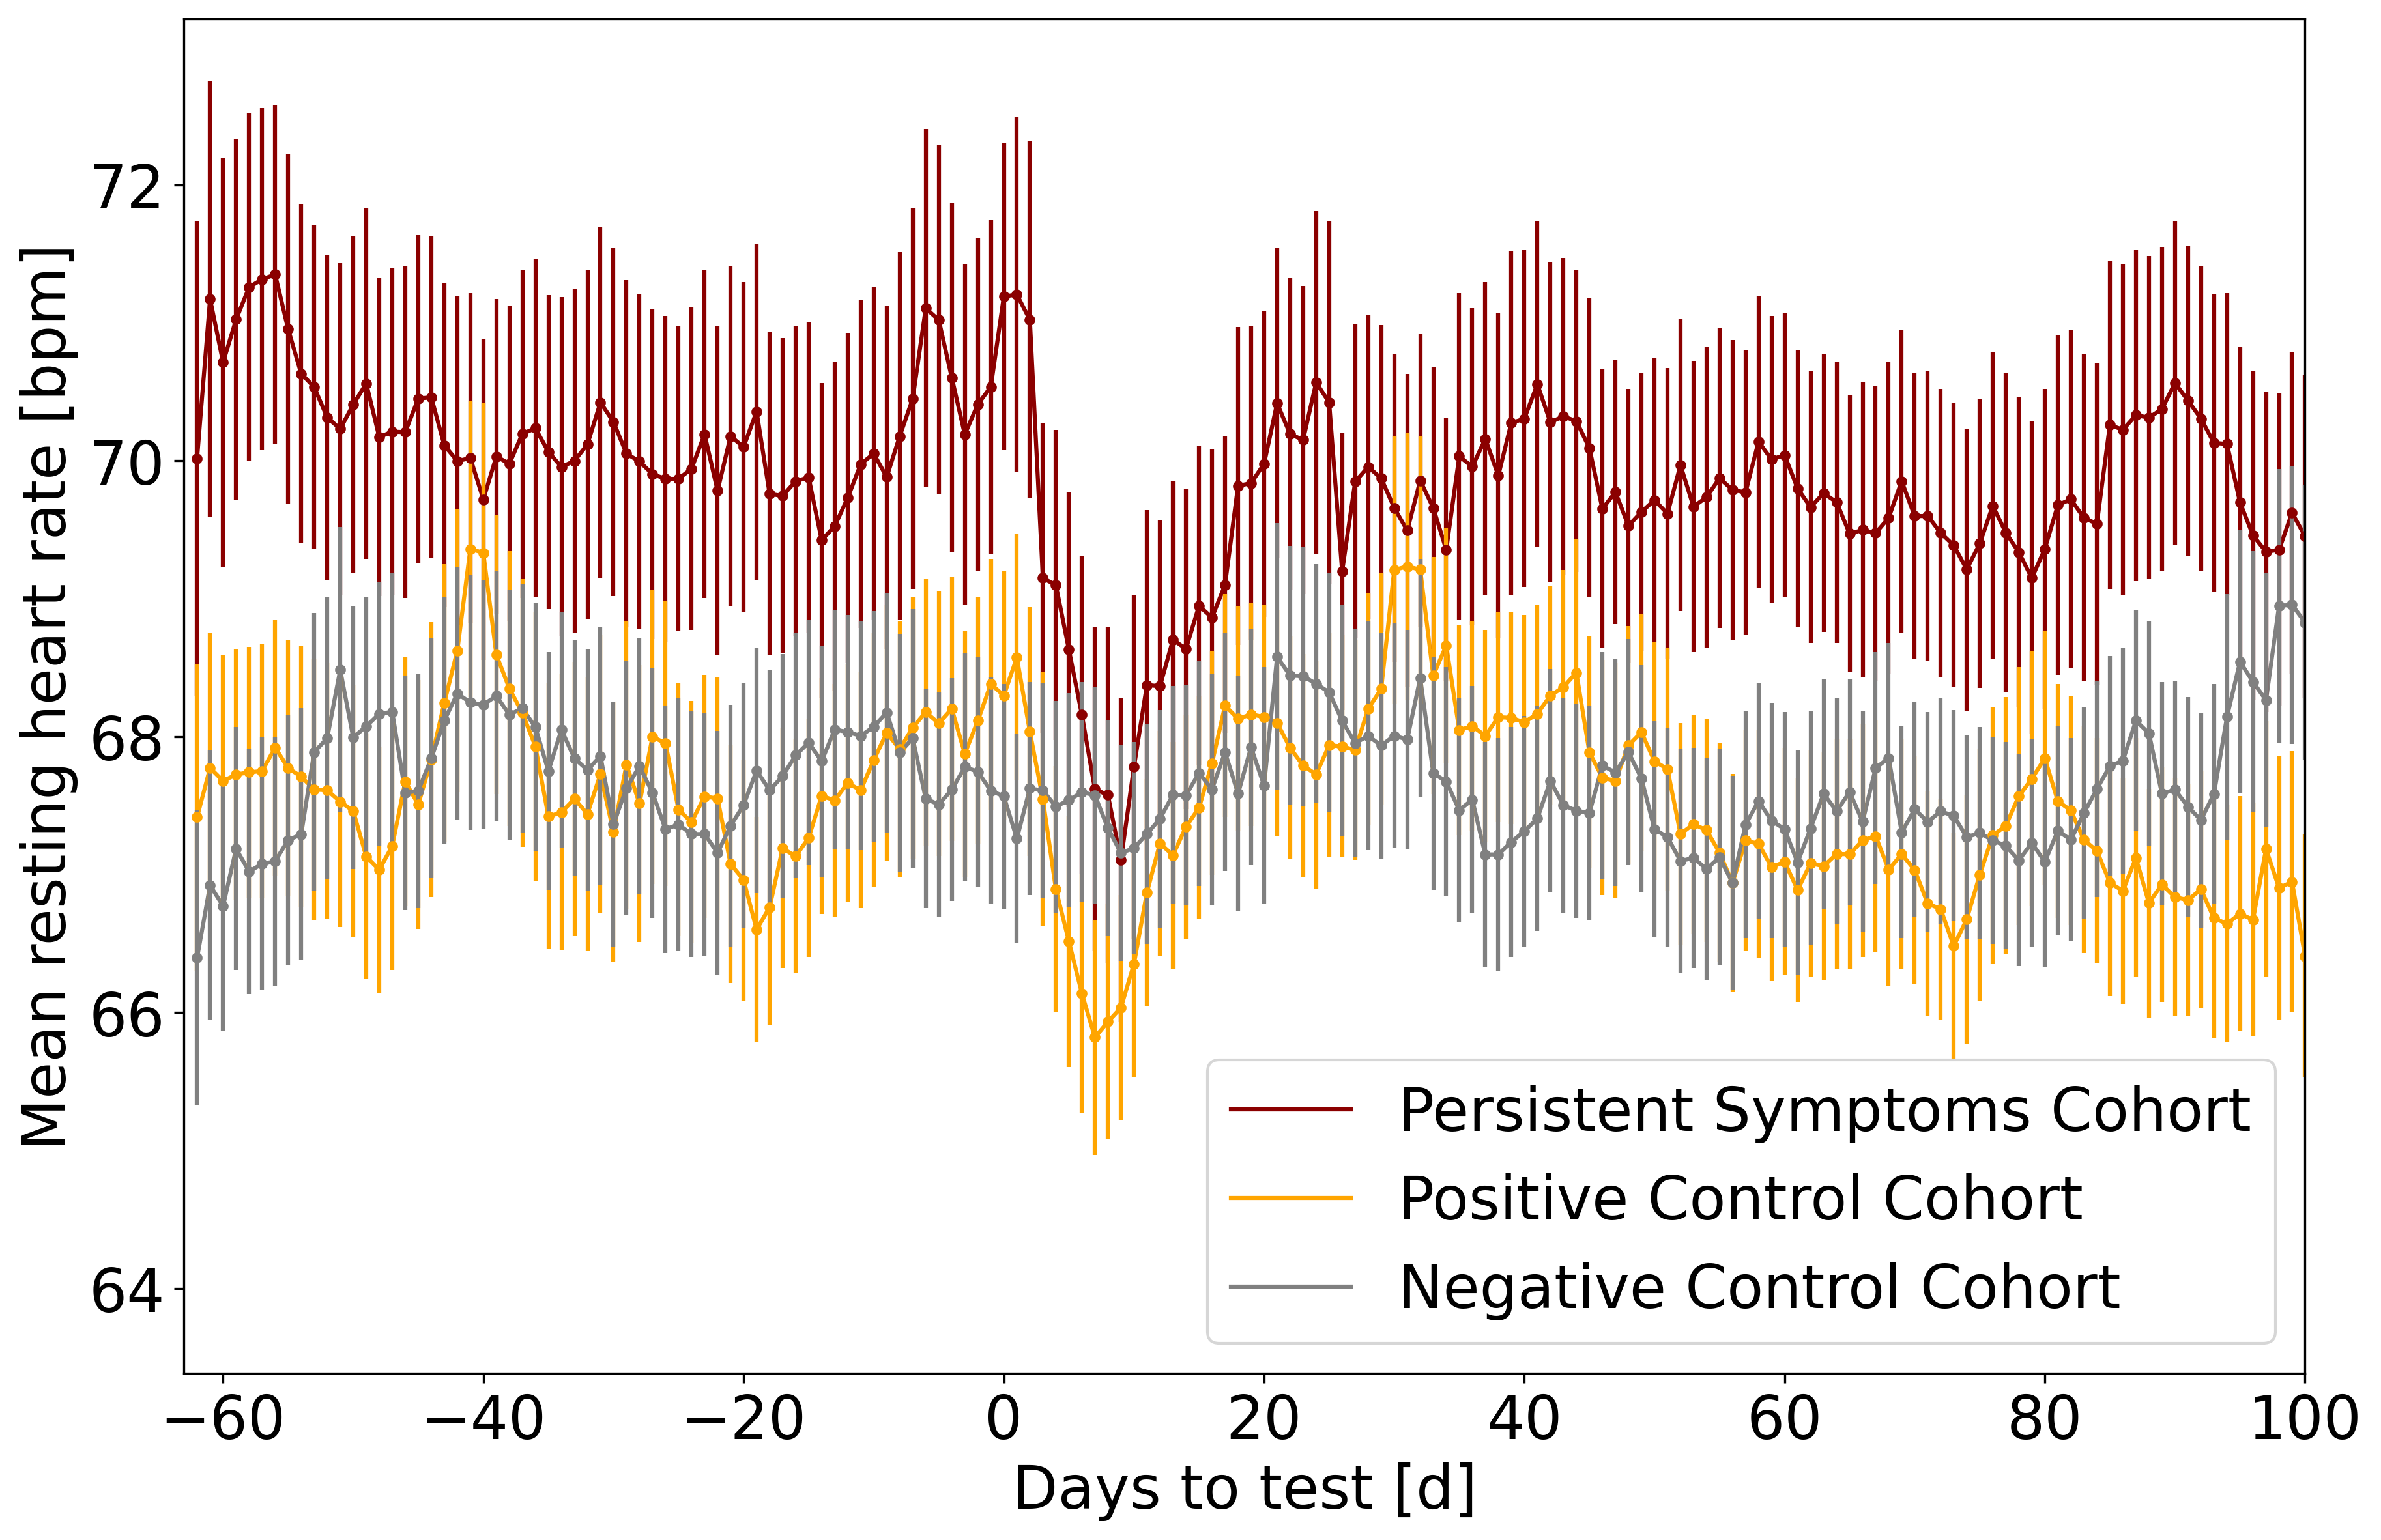 Mean resting heart rate [bpm]
72
70
68
66
64
−60 −40 −20 0 20 40 60 80 100
Days to test [d]
Persistent Symptoms Cohort
Positive Control Cohort
Negative Control Cohort